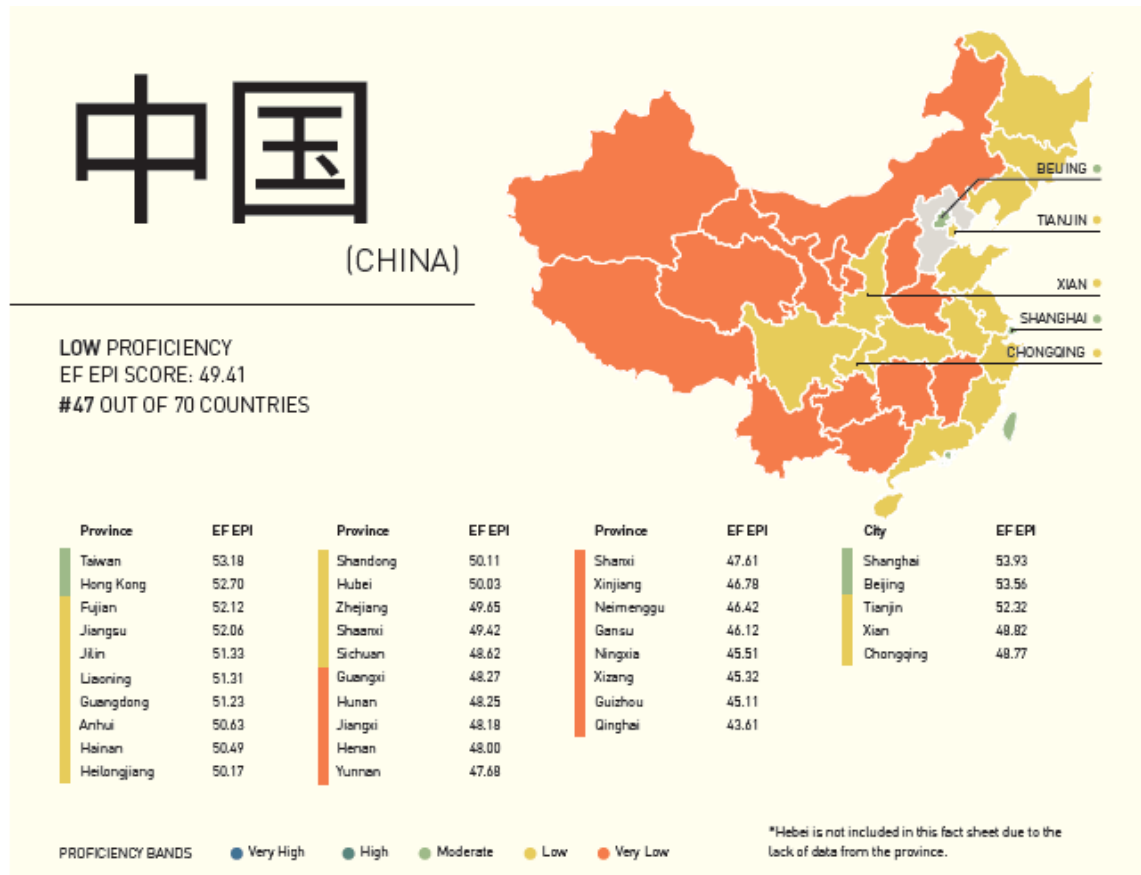 中国
(CHINA)
LOW PROFICIENCY
EF EPI SCORE: 49.41
#47 OUT OF 70 COUNTRIES
BEIJING
TIANJIN
XIAN
SHANGHAI
CHONGQING
Province EF EPI
Taiwan 53.18
Hong Kong 52.70
Fujian 52.12
Jiangsu 52.06
Jilin 51.33
Liaoning 51.31
Guangdong 51.23
Anhui 50.63
Hainan 50.49
Heilongjiang 50.17
Province EF EPI
Shandong 50.11
Hubei 50.03
Zhejiang 49.65
Shaanxi 49.42
Sichuan 48.62
Guangxi 48.27
Hunan 48.25
Jiangxi 48.18
Henan 48.00
Yunnan 47.68
Province EF EPI
Shanxi 47.61
Xinjiang 46.78
Neimenggu 46.42
Gansu 46.12
Ningxia 45.51
Xizang 45.32
Guizhou 45.11
Qinghai 43.61
City EF EPI
Shanghai 53.93
Beijing 53.56
Tianjin 52.32
Xian 48.82
Chongqing 48.77
*Hebei is not included in this fact sheet due to the
lack of data from the province.
PROFICIENCY BANDS Very High High Moderate Low Very Low